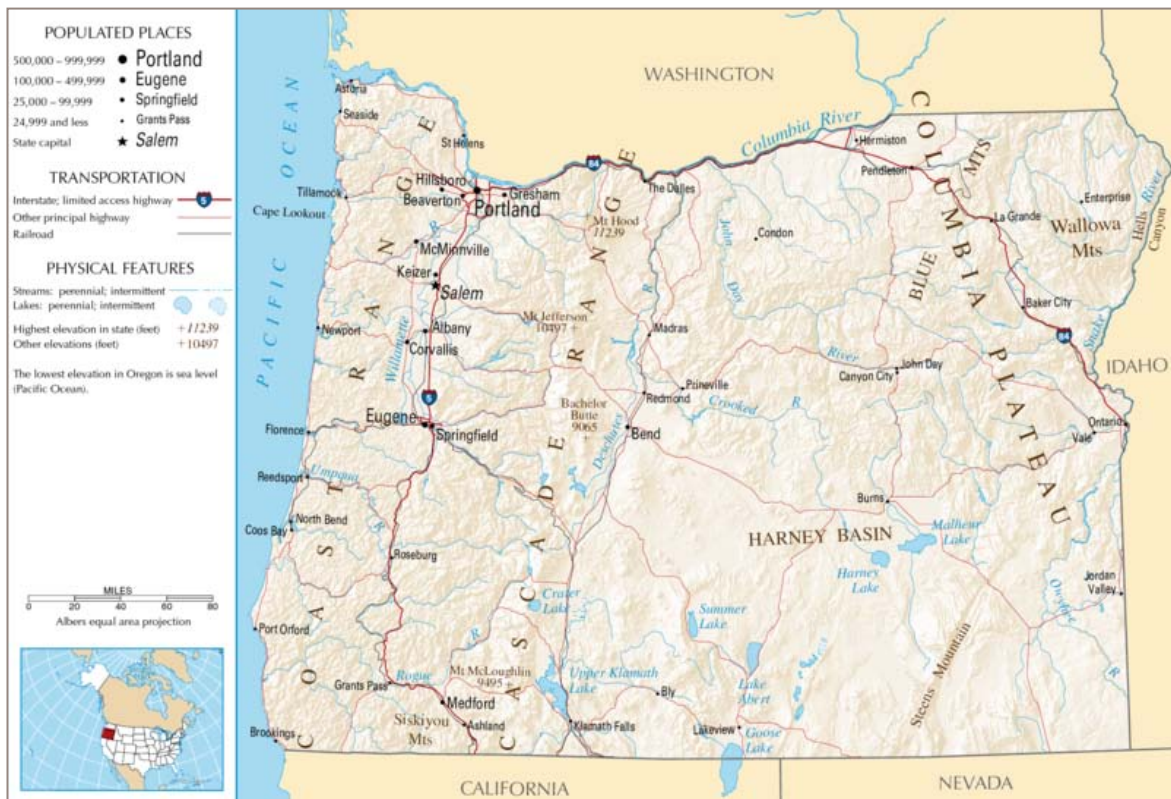 POPULATED PLACES
500,000 – 999,999 Portland
100,000 – 499,999 Eugene
25,000 – 99,999 Springfield
24,999 and less Grants Pass
State capital Salem
TRANSPORTATION
Interstate; limited access highway 5
Other principal highway
Railroad
PHYSICAL FEATURES
Streams: perennial; intermittent
Lakes: perennial; intermittent
Highest elevation in state (feet) +11239
Other elevations (feet) +10497
The lowest elevation in Oregon is sea level
(Pacific Ocean).
MILES
0 20 40 60 80
Albers equal area projection
PACIFIC OCEAN
WASHINGTON
IDAHO
CALIFORNIA
NEVADA
COAST RANGE
CASCADE RANGE
COLUMBIA PLATEAU
BLUE MTS
Wallowa
Mts
Hells
Canyon
HARNEY BASIN
Steens Mountain
Siskiyou
Mts
Columbia River
Snake River
Willamette R
Deschutes R
John Day River
Crooked R
Umpqua R
Rogue R
Owyhee R
Astoria
Seaside
St Helens
Hillsboro
Gresham
Beaverton
Portland
Tillamook
Cape Lookout
McMinnville
Keizer
Salem
84
The Dalles
Mt Hood
11239
Condon
Hermiston
Pendleton
Enterprise
La Grande
Baker City
84
Newport
Albany
Corvallis
5
Mt Jefferson
10497 +
Madras
Prineville
Redmond
John Day
Canyon City
Eugene
Springfield
Florence
Bachelor
Butte
9065
+
Bend
Ontario
Vale
Reedsport
North Bend
Coos Bay
Roseburg
Burns
Malheur
Lake
Harney
Lake
Jordan
Valley
Crater
Lake
Summer
Lake
Port Orford
Grants Pass
Mt McLoughlin
9495 +
Upper Klamath
Lake
Bly
Lake
Abert
Medford
Ashland
Klamath Falls
Lakeview
Goose
Lake
Brookings